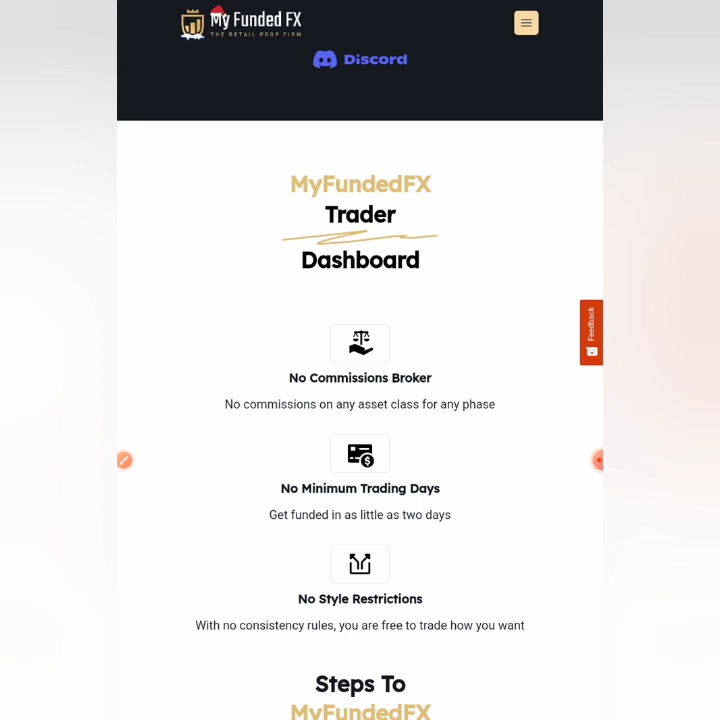 My Funded FX
THE RETAIL PROP FIRM
Discord
MyFundedFX
Trader
Dashboard
Feedback
No Commissions Broker
No commissions on any asset class for any phase
No Minimum Trading Days
Get funded in as little as two days
No Style Restrictions
With no consistency rules, you are free to trade how you want
Steps To
MyFundedFX